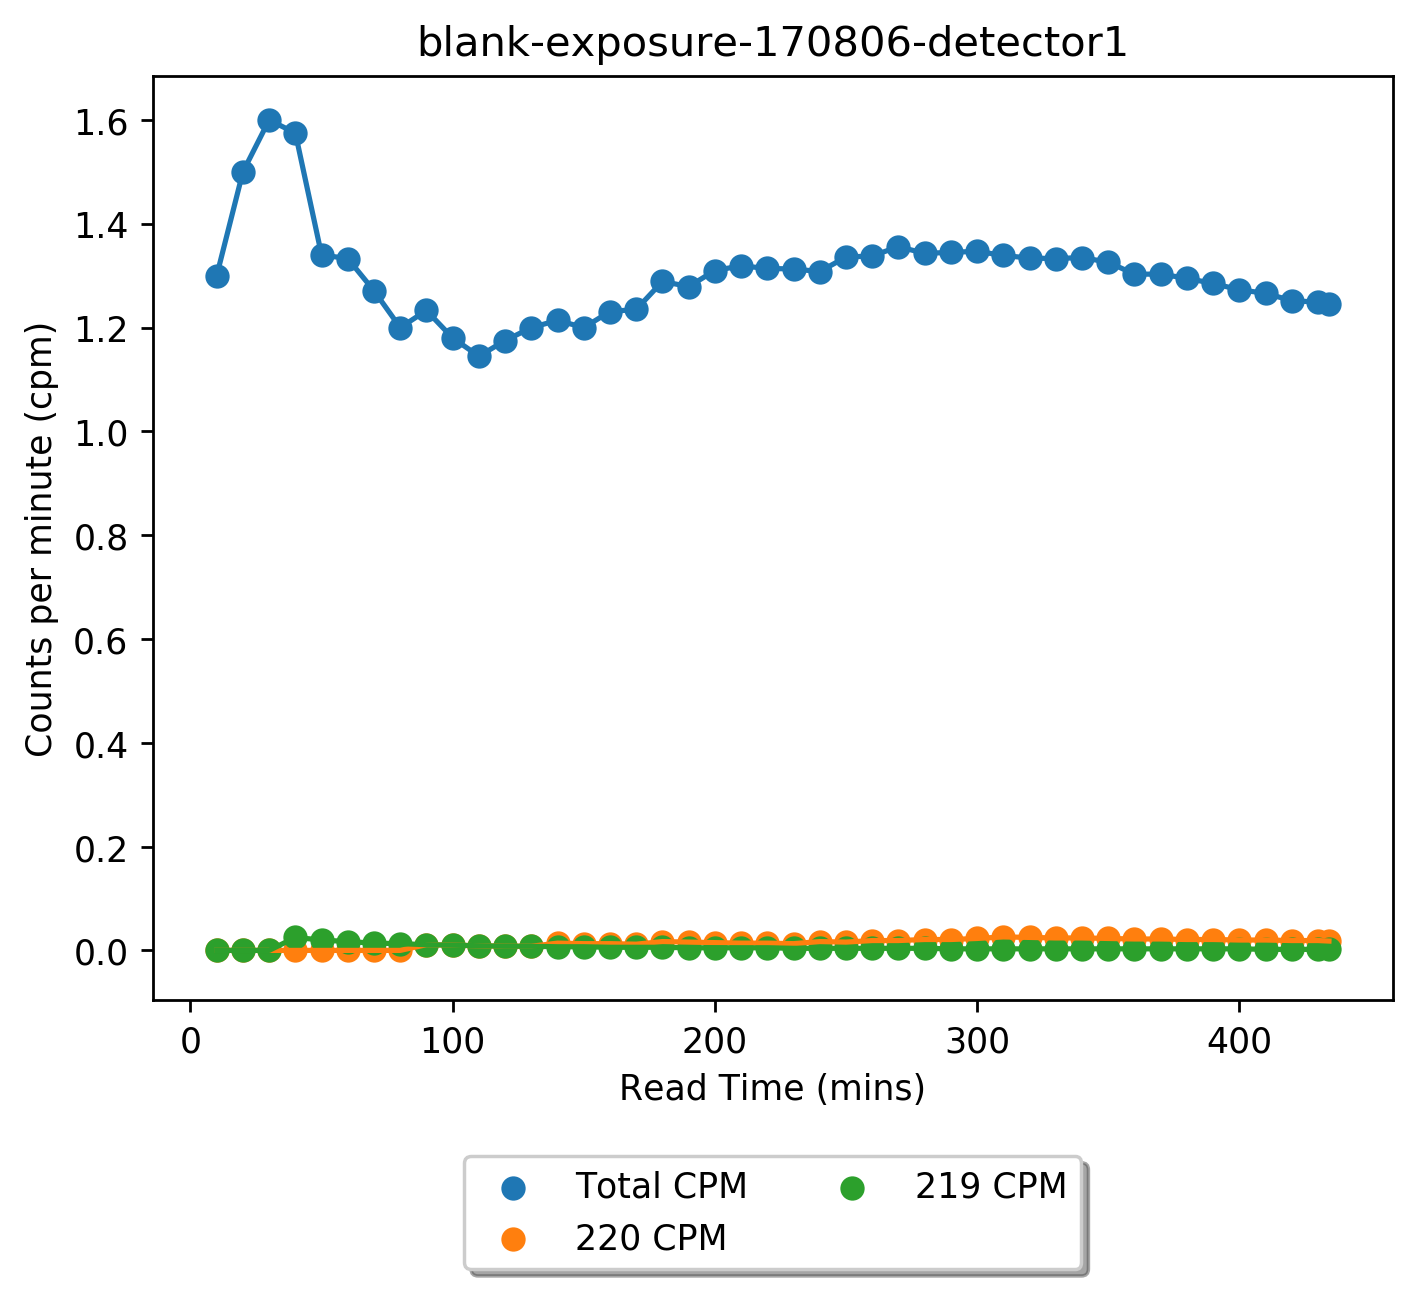 blank-exposure-170806-detector1
Counts per minute (cpm)
1.6
1.4
1.2
1.0
0.8
0.6
0.4
0.2
0.0
0 100 200 300 400
Read Time (mins)
Total CPM 219 CPM
220 CPM